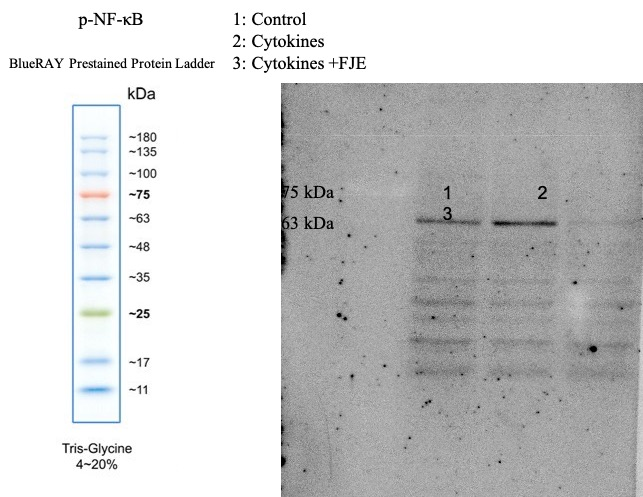 p-NF-κB
BlueRAY Prestained Protein Ladder
1: Control
2: Cytokines
3: Cytokines +FJE
kDa
~180
~135
~100
~75
~63
~48
~35
~25
~17
~11
Tris-Glycine
4~20%
75 kDa
1 2
3
63 kDa